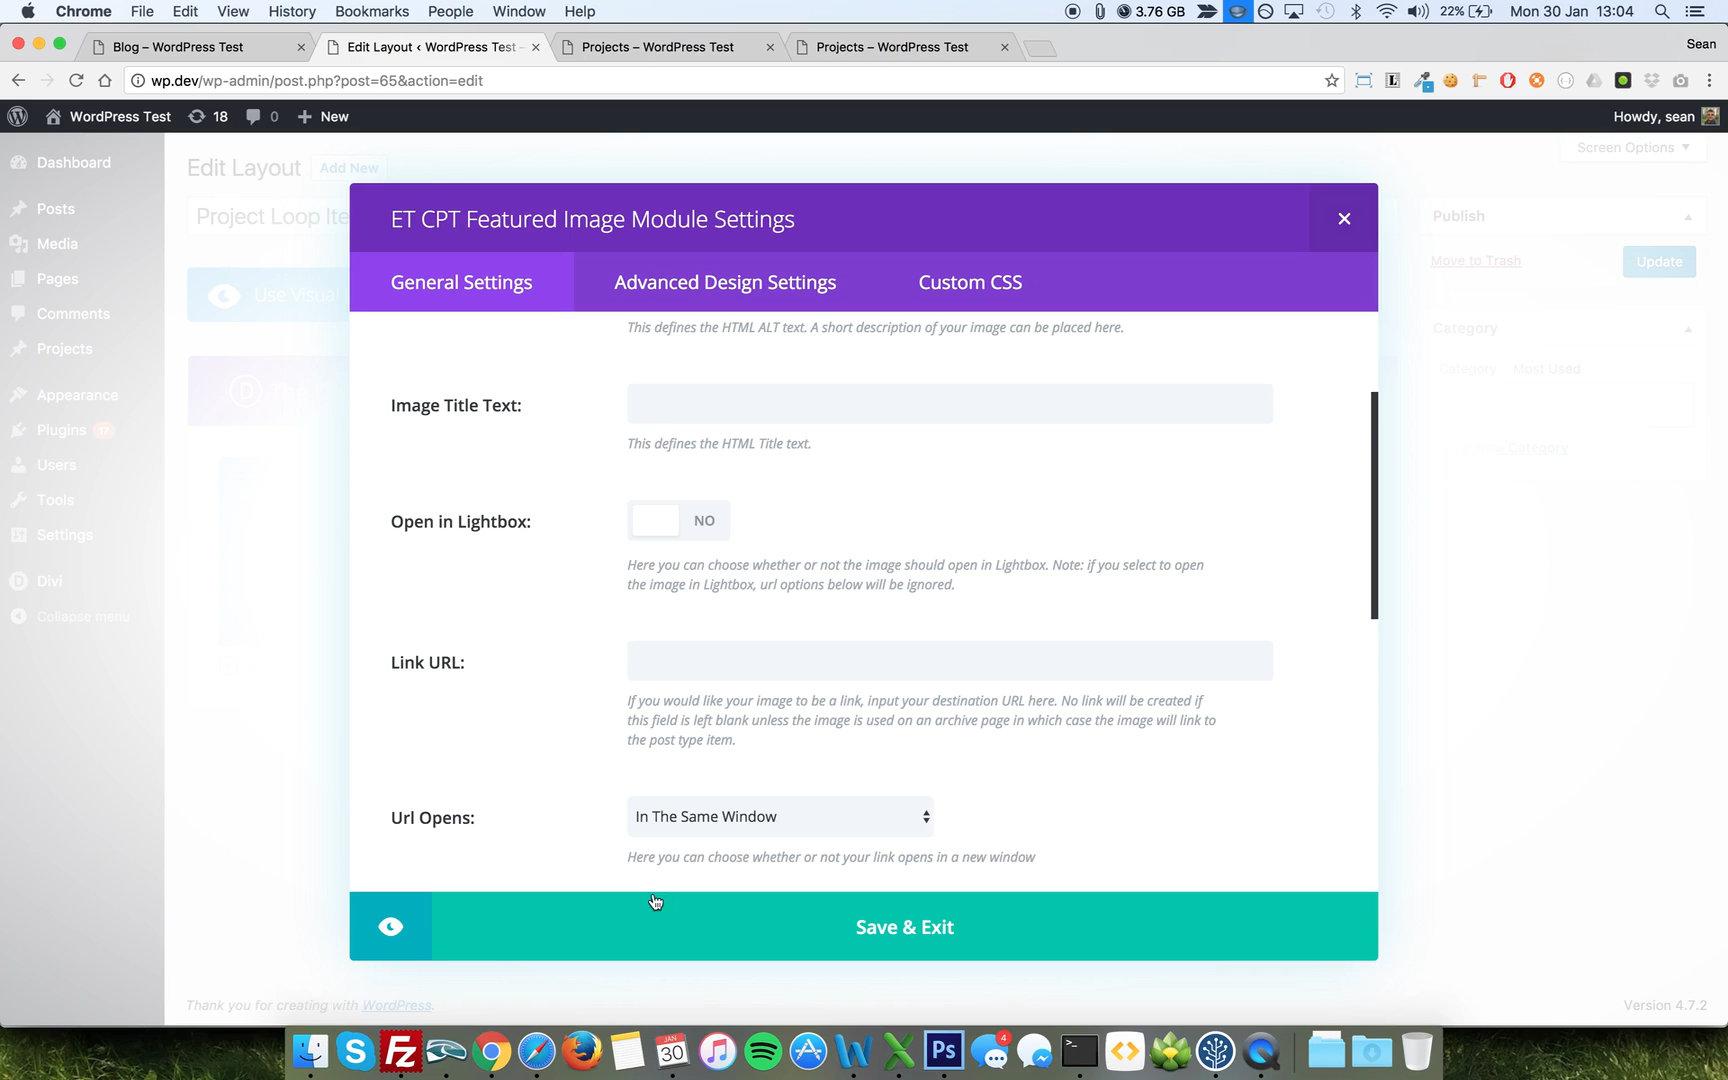 Chrome File Edit View History Bookmarks People Window Help 3.76 GB 22% Mon 30 Jan 13:04
Blog – WordPress Test
Edit Layout ‹ WordPress Test –
Projects – WordPress Test
Projects – WordPress Test
Sean
wp.dev/wp-admin/post.php?post=65&action=edit
WordPress Test 18 0 New Howdy, sean
Dashboard
Posts
Media
Pages
Comments
Projects
Appearance
Plugins 17
Users
Tools
Settings
Divi
Collapse menu
Edit Layout Add New
Screen Options
Project Loop Ite
Use Visual
The
Publish
Move to Trash
Update
Category
Category Most Used
Category
ET CPT Featured Image Module Settings
General Settings Advanced Design Settings Custom CSS
This defines the HTML ALT text. A short description of your image can be placed here.
Image Title Text:
This defines the HTML Title text.
Open in Lightbox:
NO
Here you can choose whether or not the image should open in Lightbox. Note: if you select to open
the image in Lightbox, url options below will be ignored.
Link URL:
If you would like your image to be a link, input your destination URL here. No link will be created if
this field is left blank unless the image is used on an archive page in which case the image will link to
the post type item.
Url Opens:
In The Same Window
Here you can choose whether or not your link opens in a new window
Save & Exit
Thank you for creating with WordPress.
Version 4.7.2
JAN
30
Ps
4